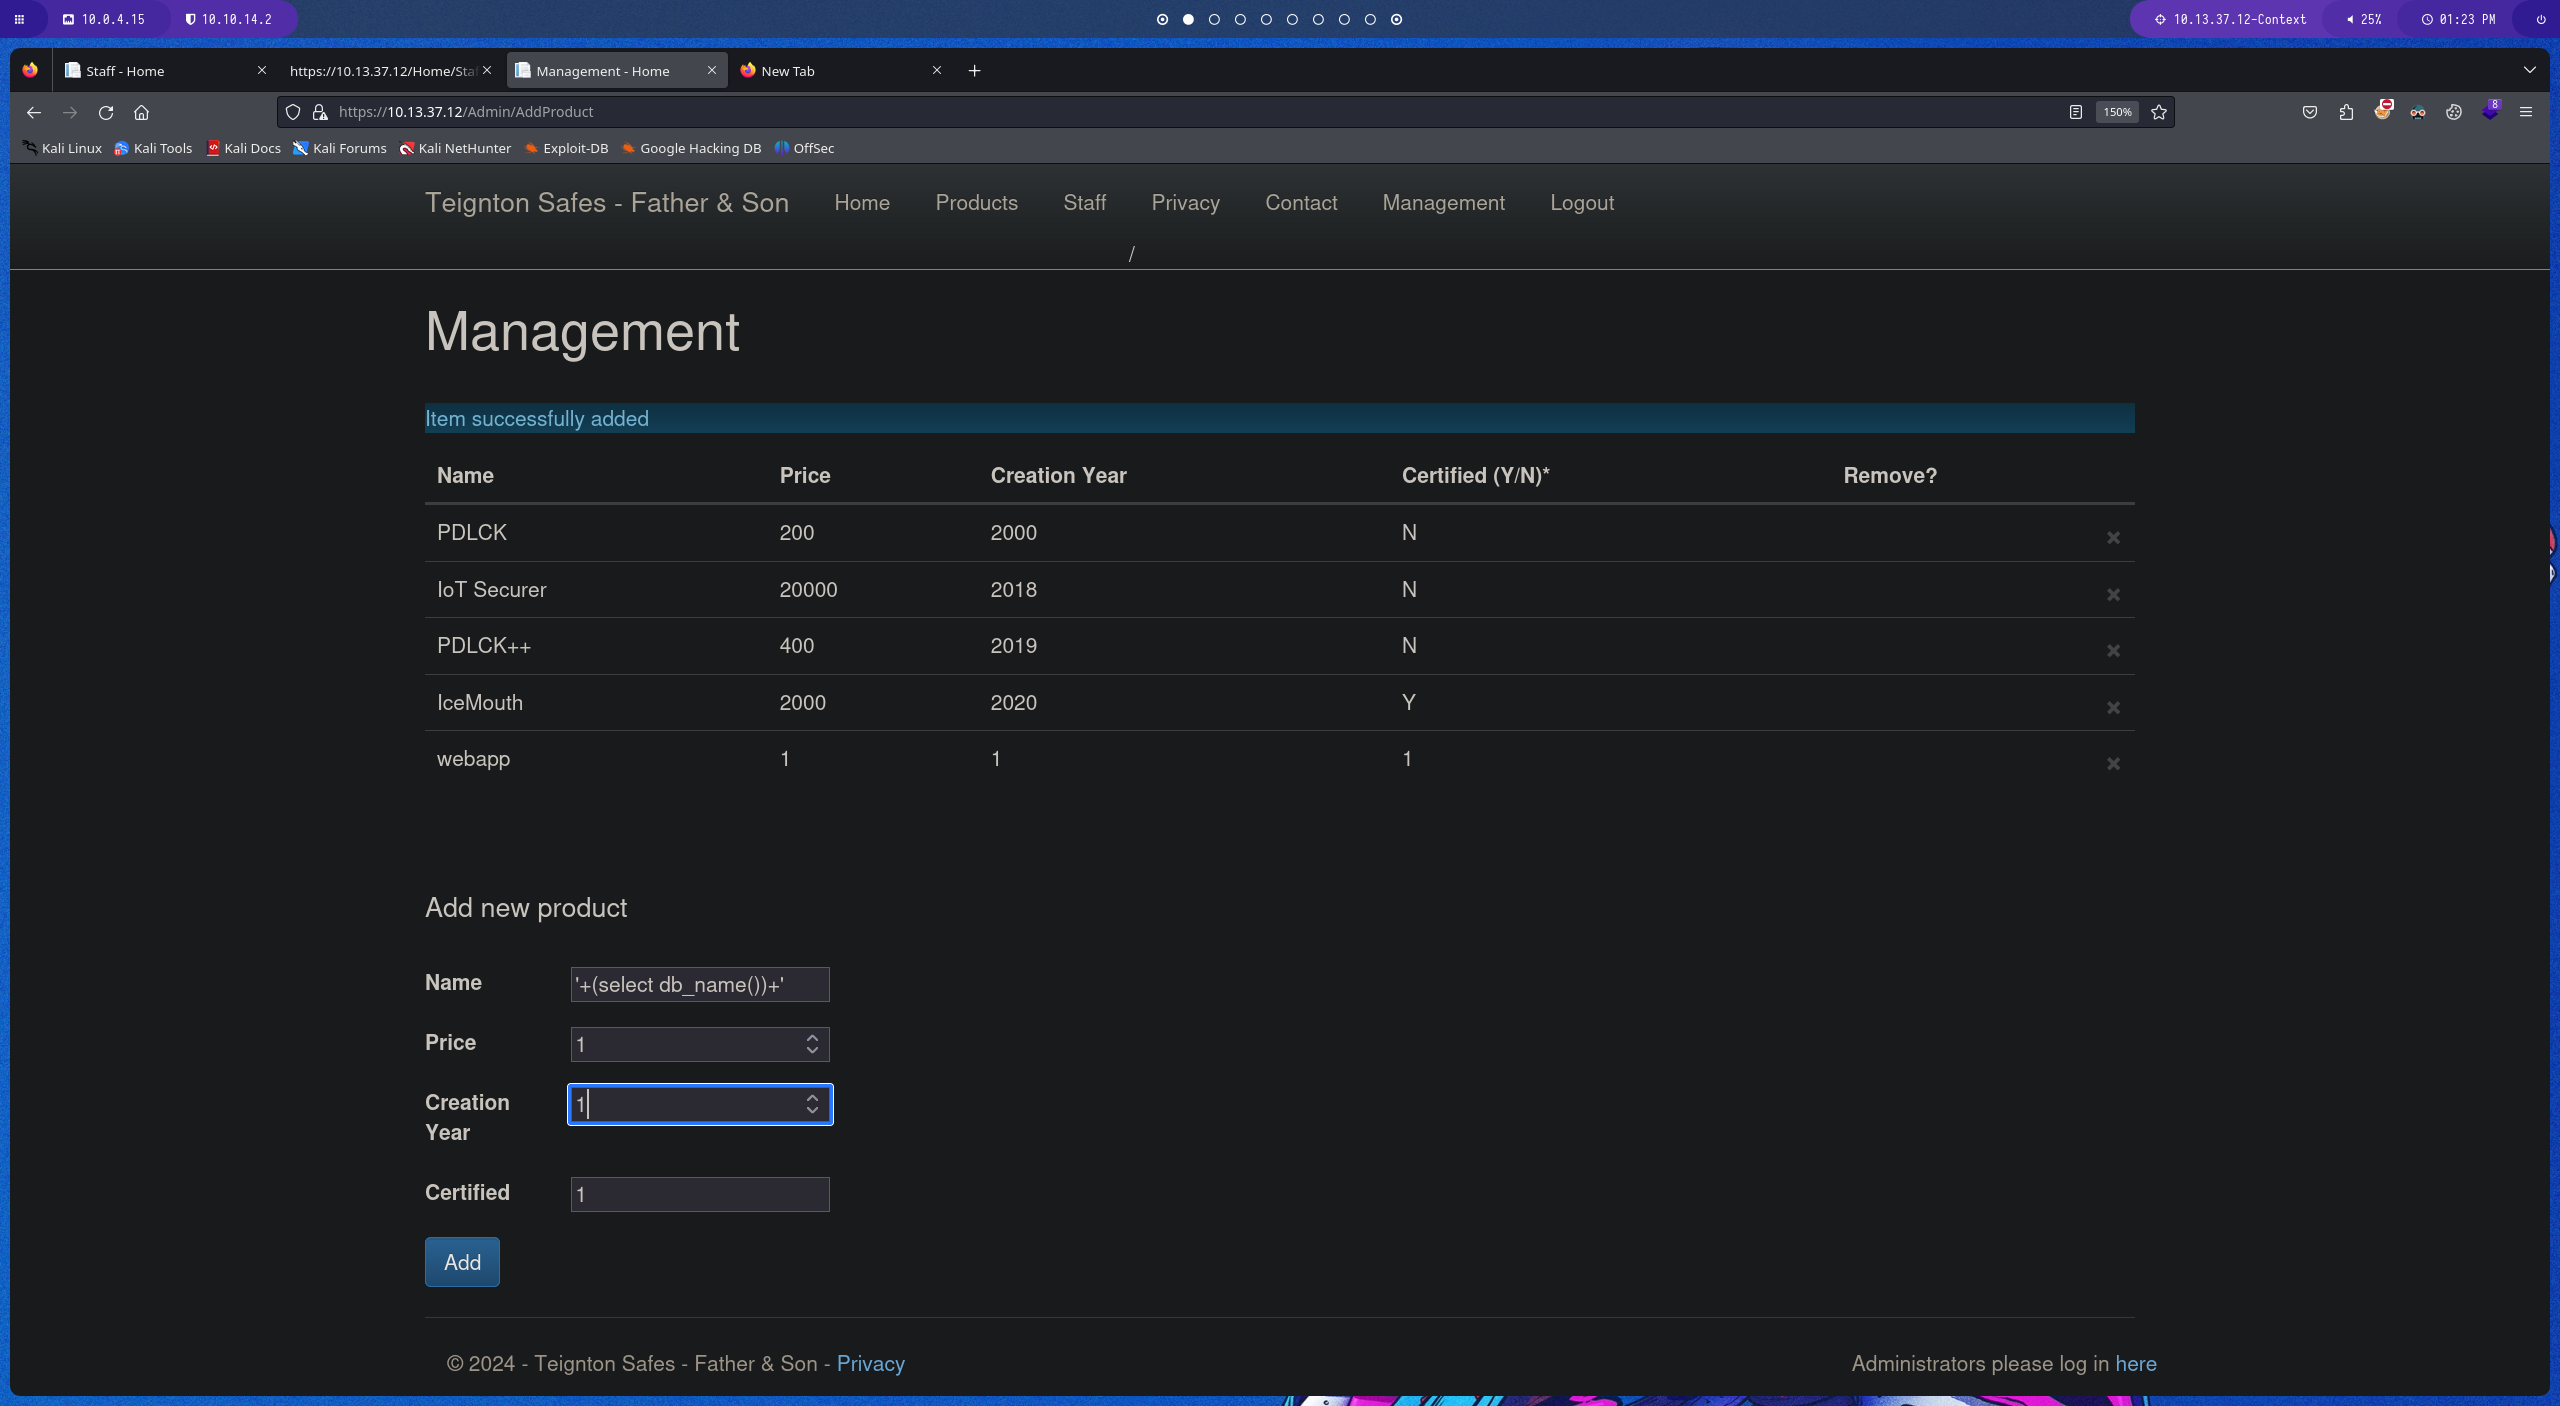 10.0.4.15 10.10.14.2 10.13.37.12-Context 25% 01:23 PM
Staff - Home https://10.13.37.12/Home/Sta Management - Home New Tab
https://10.13.37.12/Admin/AddProduct 150% 8
Kali Linux Kali Tools Kali Docs Kali Forums Kali NetHunter Exploit-DB Google Hacking DB OffSec
Teignton Safes - Father & Son Home Products Staff Privacy Contact Management Logout
/
Management
Item successfully added
Name Price Creation Year Certified (Y/N)* Remove?
PDLCK 200 2000 N
IoT Securer 20000 2018 N
PDLCK++ 400 2019 N
IceMouth 2000 2020 Y
webapp 1 1 1
Add new product
Name '+(select db_name())+'
Price 1
Creation Year 1
Certified 1
Add
© 2024 - Teignton Safes - Father & Son - Privacy Administrators please log in here